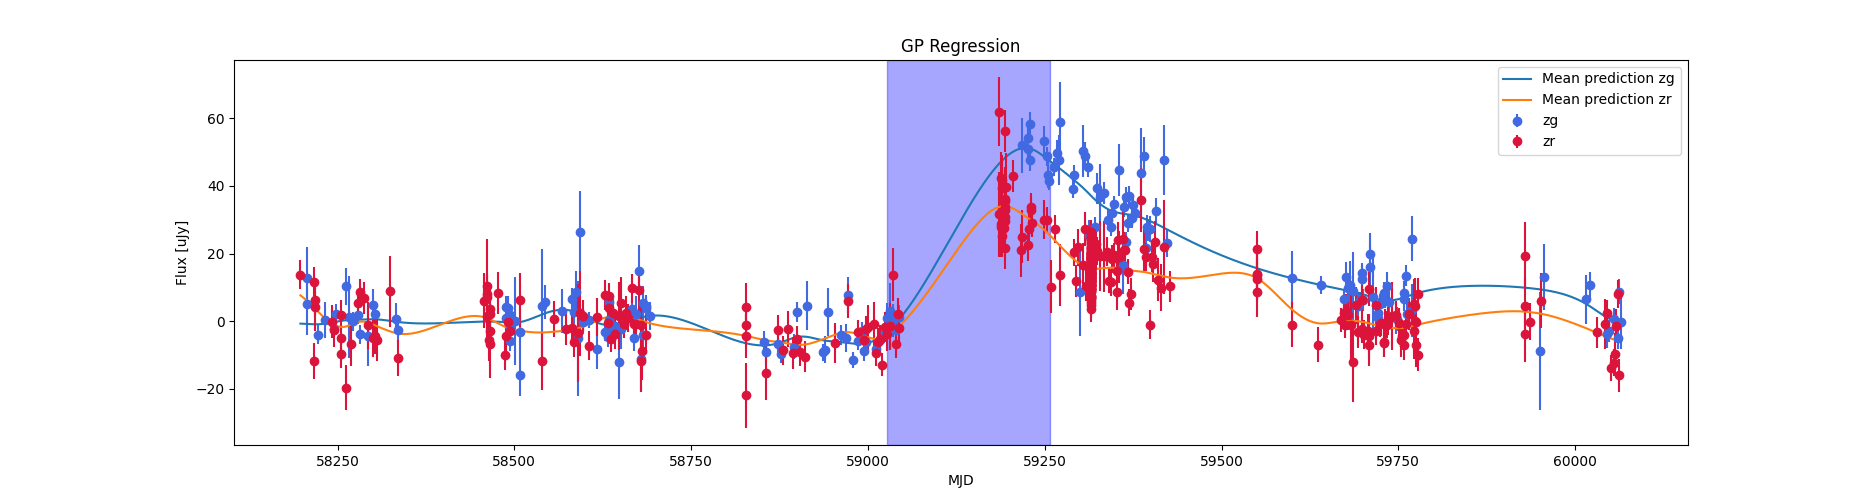 GP Regression
Mean prediction zg
Mean prediction zr
zg
zr
Flux [uJy]
60
40
20
0
−20
58250 58500 58750 59000 59250 59500 59750 60000
MJD